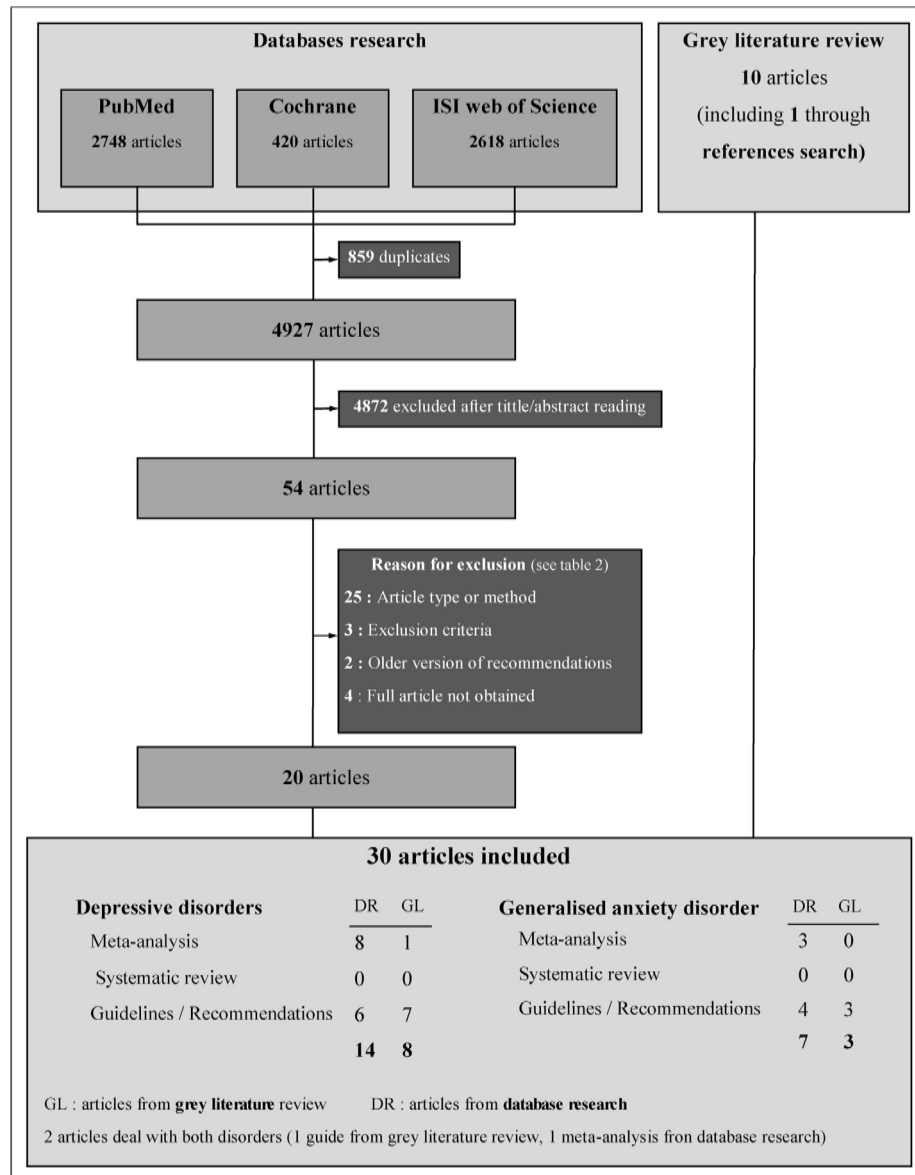 Databases research
PubMed
2748 articles
Cochrane
420 articles
ISI web of Science
2618 articles
Grey literature review
10 articles
(including 1 through
references search)
859 duplicates
4927 articles
4872 excluded after tittle/abstract reading
54 articles
Reason for exclusion (see table 2)
25 : Article type or method
3 : Exclusion criteria
2 : Older version of recommendations
4 : Full article not obtained
20 articles
30 articles included
Depressive disorders DR GL
Meta-analysis 8 1
Systematic review 0 0
Guidelines / Recommendations 6 7
14 8
Generalised anxiety disorder DR GL
Meta-analysis 3 0
Systematic review 0 0
Guidelines / Recommendations 4 3
7 3
GL : articles from grey literature review DR : articles from database research
2 articles deal with both disorders (1 guide from grey literature review, 1 meta-analysis fron database research)